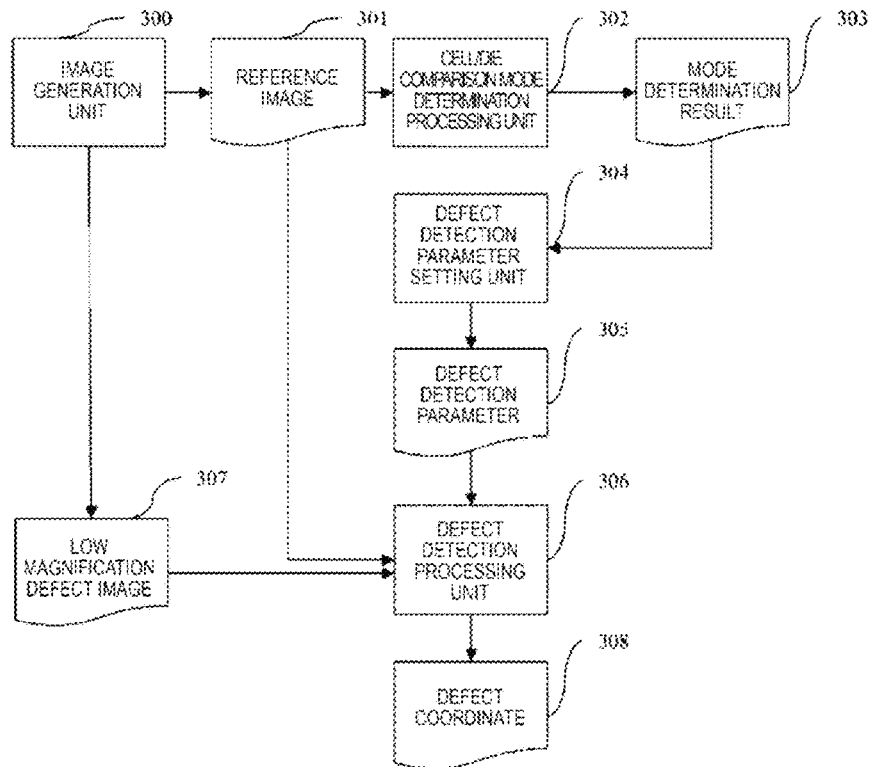 300
IMAGE
GENERATION
UNIT
301
REFERENCE
IMAGE
302
CELL/DIE
COMPARISON MODE
DETERMINATION
PROCESSING UNIT
303
MODE
DETERMINATION
RESULT
304
DEFECT
DETECTION
PARAMETER
SETTING UNIT
305
DEFECT
DETECTION
PARAMETER
307
LOW
MAGNIFICATION
DEFECT IMAGE
306
DEFECT
DETECTION
PROCESSING
UNIT
308
DEFECT
COORDINATE